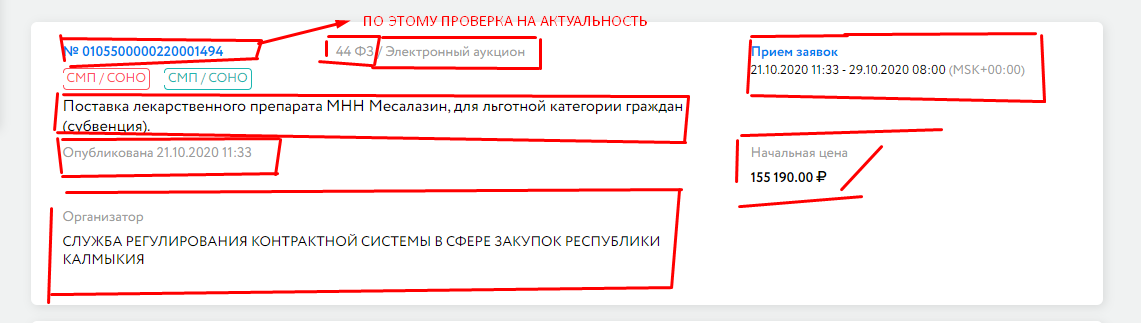 ПО ЭТОМУ ПРОВЕРКА НА АКТУАЛЬНОСТЬ
№ 0105500000220001494
44 ФЗ / Электронный аукцион
СМП / СОНО СМП / СОНО
Поставка лекарственного препарата МНН Месалазин, для льготной категории граждан
(субвенция).
Опубликована 21.10.2020 11:33
Организатор
СЛУЖБА РЕГУЛИРОВАНИЯ КОНТРАКТНОЙ СИСТЕМЫ В СФЕРЕ ЗАКУПОК РЕСПУБЛИКИ
КАЛМЫКИЯ
Прием заявок
21.10.2020 11:33 - 29.10.2020 08:00 (MSK+00:00)
Начальная цена
155 190.00 ₽